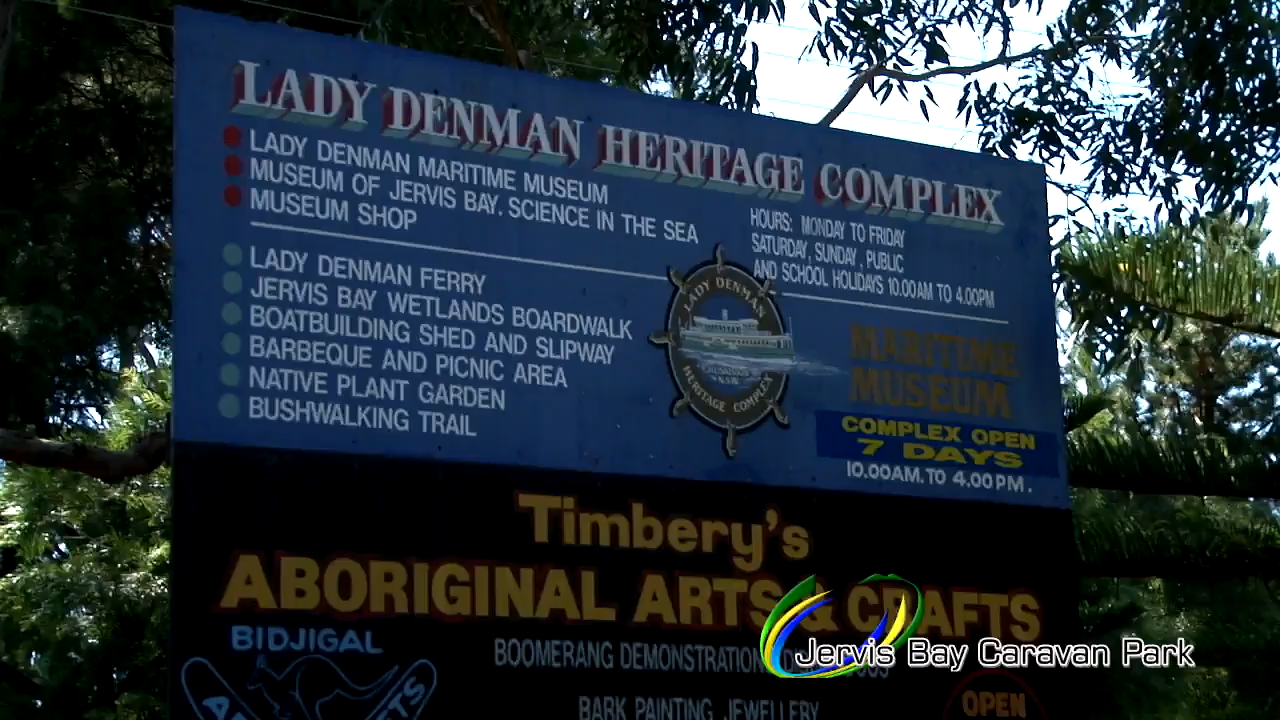 LADY DENMAN HERITAGE COMPLEX
LADY DENMAN MARITIME MUSEUM
MUSEUM OF JERVIS BAY. SCIENCE IN THE SEA
MUSEUM SHOP
HOURS: MONDAY TO FRIDAY
SATURDAY, SUNDAY, PUBLIC
AND SCHOOL HOLIDAYS 10.00AM TO 4.00PM
LADY DENMAN FERRY
JERVIS BAY WETLANDS BOARDWALK
BOATBUILDING SHED AND SLIPWAY
BARBEQUE AND PICNIC AREA
NATIVE PLANT GARDEN
BUSHWALKING TRAIL
LADY DENMAN
HERITAGE COMPLEX
MARITIME
MUSEUM
COMPLEX OPEN
7 DAYS
10.00AM. TO 4.00PM.
Timbery's
ABORIGINAL ARTS & CRAFTS
BIDJIGAL
BOOMERANG DEMONSTRATION
Jervis Bay Caravan Park
BARK PAINTING JEWELLERY
OPEN